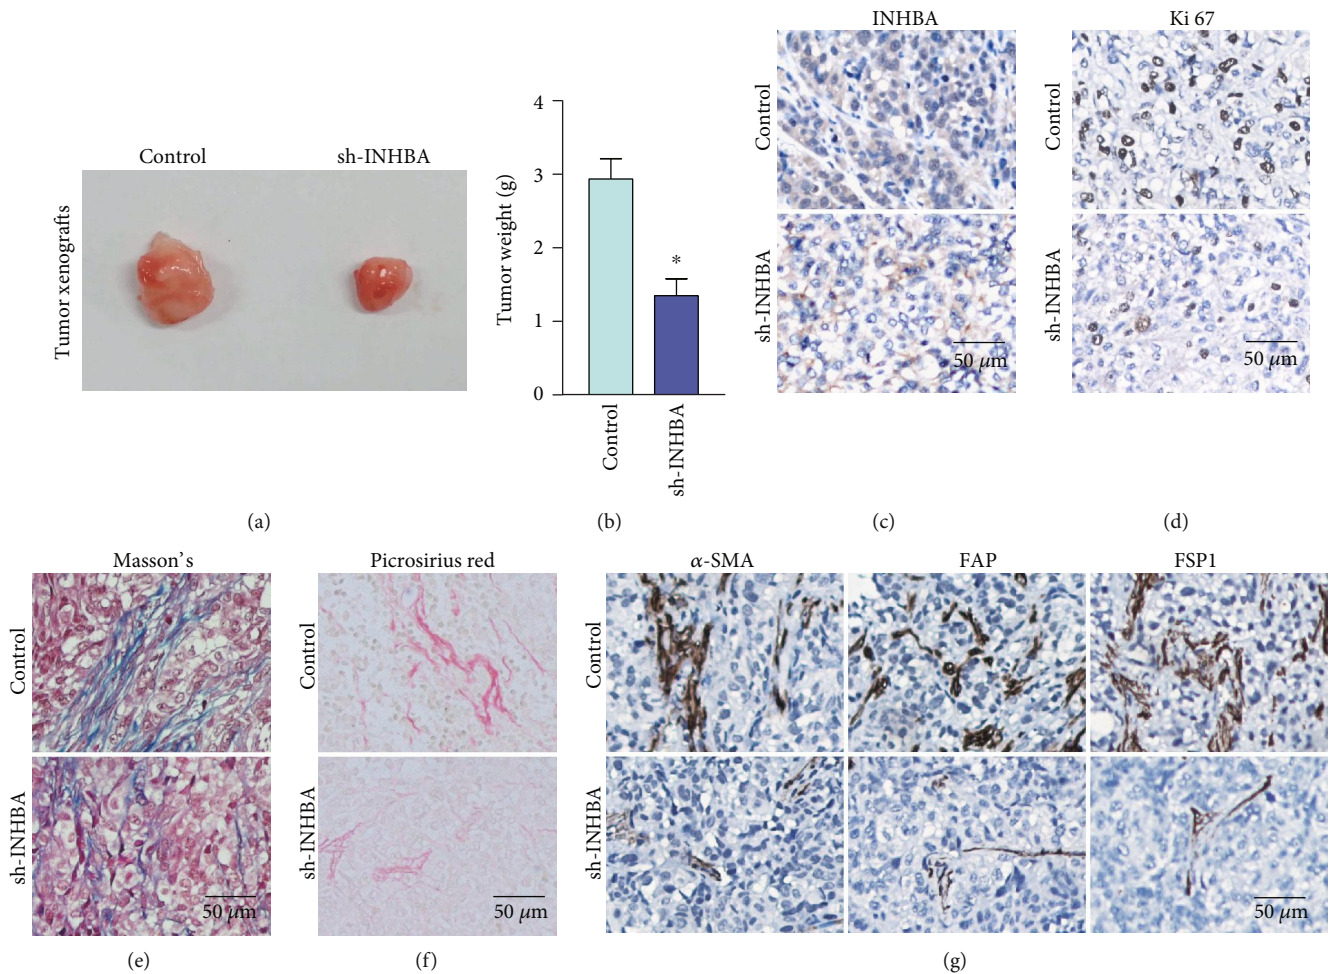 Control
sh-INHBA
Tumor xenografts
(a)
Tumor weight (g)
4
3
2
1
0
*
Control
sh-INHBA
(b)
INHBA
Control
sh-INHBA
50 μm
(c)
Ki 67
Control
sh-INHBA
50 μm
(d)
Masson's
Control
sh-INHBA
50 μm
(e)
Picrosirius red
Control
sh-INHBA
50 μm
(f)
α-SMA
FAP
FSP1
Control
sh-INHBA
50 μm
(g)